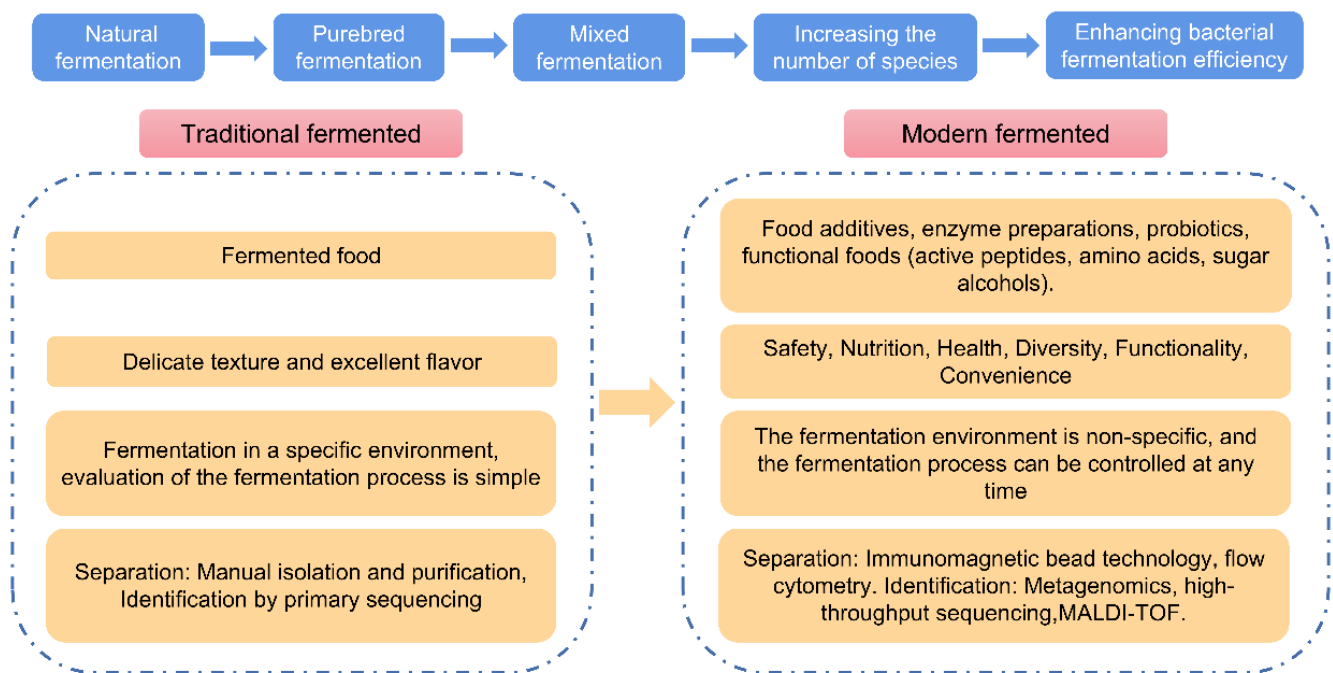 Natural
fermentation
Purebred
fermentation
Mixed
fermentation
Increasing the
number of species
Enhancing bacterial
fermentation efficiency
Traditional fermented
Fermented food
Delicate texture and excellent flavor
Fermentation in a specific environment,
evaluation of the fermentation process is simple
Separation: Manual isolation and purification,
Identification by primary sequencing
Modern fermented
Food additives, enzyme preparations, probiotics,
functional foods (active peptides, amino acids, sugar
alcohols).
Safety, Nutrition, Health, Diversity, Functionality,
Convenience
The fermentation environment is non-specific, and
the fermentation process can be controlled at any
time
Separation: Immunomagnetic bead technology, flow
cytometry. Identification: Metagenomics, high-
throughput sequencing,MALDI-TOF.